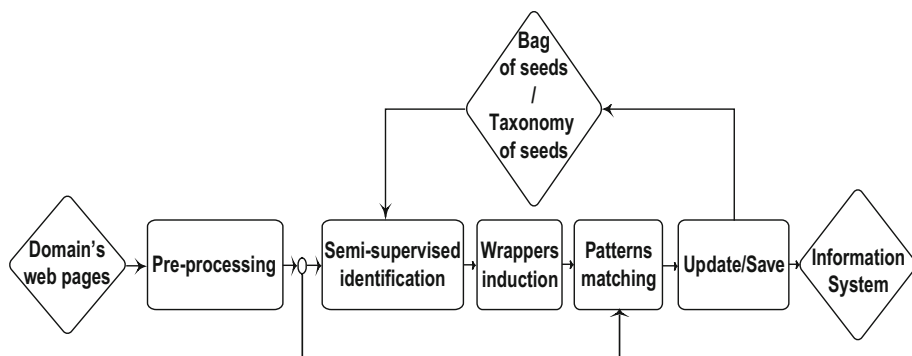 Bag
of seeds
/
Taxonomy
of seeds
Domain's
web pages
Pre-processing
Semi-supervised
identification
Wrappers
induction
Patterns
matching
Update/Save
Information
System